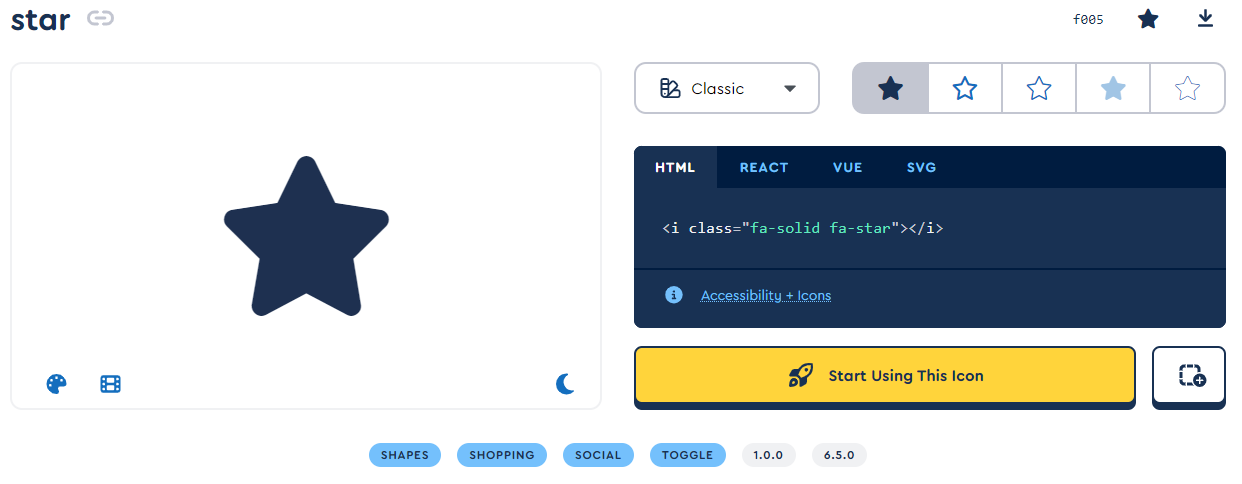 star
f005
Classic
HTML REACT VUE SVG
<i class="fa-solid fa-star"></i>
Accessibility + Icons
Start Using This Icon
SHAPES SHOPPING SOCIAL TOGGLE 1.0.0 6.5.0